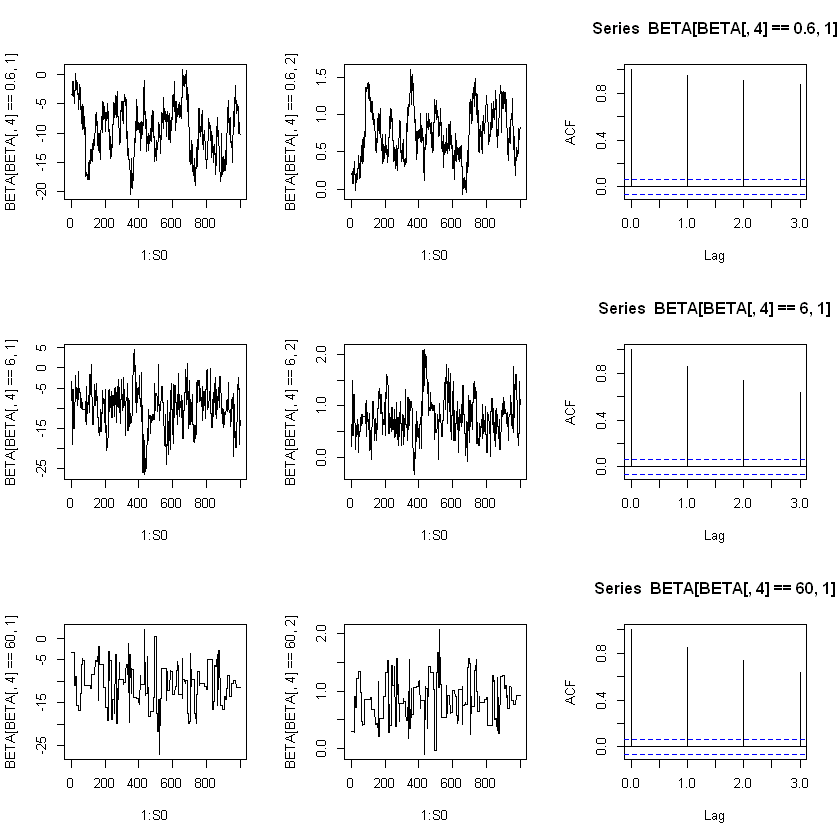 Series BETA[BETA[, 4] == 0.6, 1]
BETA[BETA[, 4] == 0.6, 1]
0
-5
-10
-15
-20
0 200 400 600 800
1:S0
BETA[BETA[, 4] == 0.6, 2]
1.5
1.0
0.5
0.0
0 200 400 600 800
1:S0
ACF
0.8
0.4
0.0
0.0 1.0 2.0 3.0
Lag
Series BETA[BETA[, 4] == 6, 1]
BETA[BETA[, 4] == 6, 1]
5
0
-5
-15
-25
0 200 400 600 800
1:S0
BETA[BETA[, 4] == 6, 2]
2.0
1.0
0.0
0 200 400 600 800
1:S0
ACF
0.8
0.4
0.0
0.0 1.0 2.0 3.0
Lag
Series BETA[BETA[, 4] == 60, 1]
BETA[BETA[, 4] == 60, 1]
0
-5
-15
-25
0 200 400 600 800
1:S0
BETA[BETA[, 4] == 60, 2]
2.0
1.0
0.0
0 200 400 600 800
1:S0
ACF
0.8
0.4
0.0
0.0 1.0 2.0 3.0
Lag